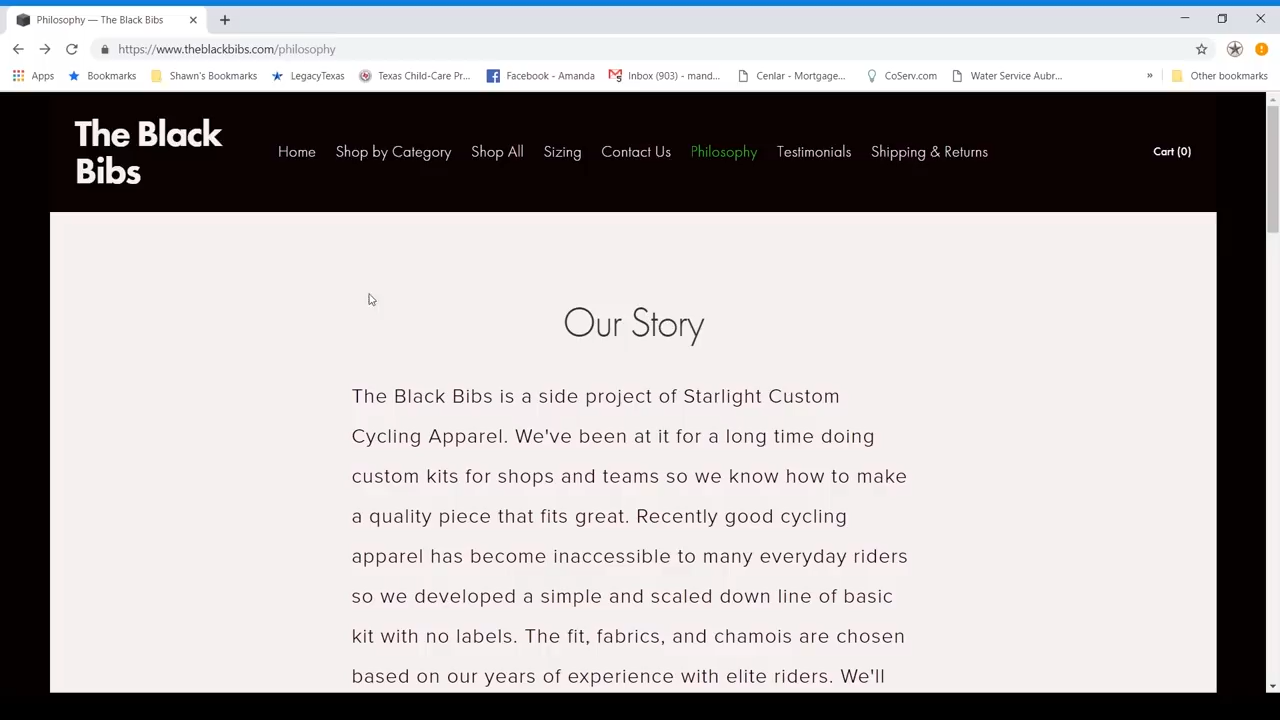 Philosophy — The Black Bibs
https://www.theblackbibs.com/philosophy
Apps Bookmarks Shawn's Bookmarks LegacyTexas Texas Child-Care Pr... Facebook - Amanda Inbox (903) - mand... Cenlar - Mortgage... CoServ.com Water Service Aubr... » Other bookmarks
The Black
Bibs
Home Shop by Category Shop All Sizing Contact Us Philosophy Testimonials Shipping & Returns Cart (0)
Our Story
The Black Bibs is a side project of Starlight Custom
Cycling Apparel. We've been at it for a long time doing
custom kits for shops and teams so we know how to make
a quality piece that fits great. Recently good cycling
apparel has become inaccessible to many everyday riders
so we developed a simple and scaled down line of basic
kit with no labels. The fit, fabrics, and chamois are chosen
based on our years of experience with elite riders. We'll